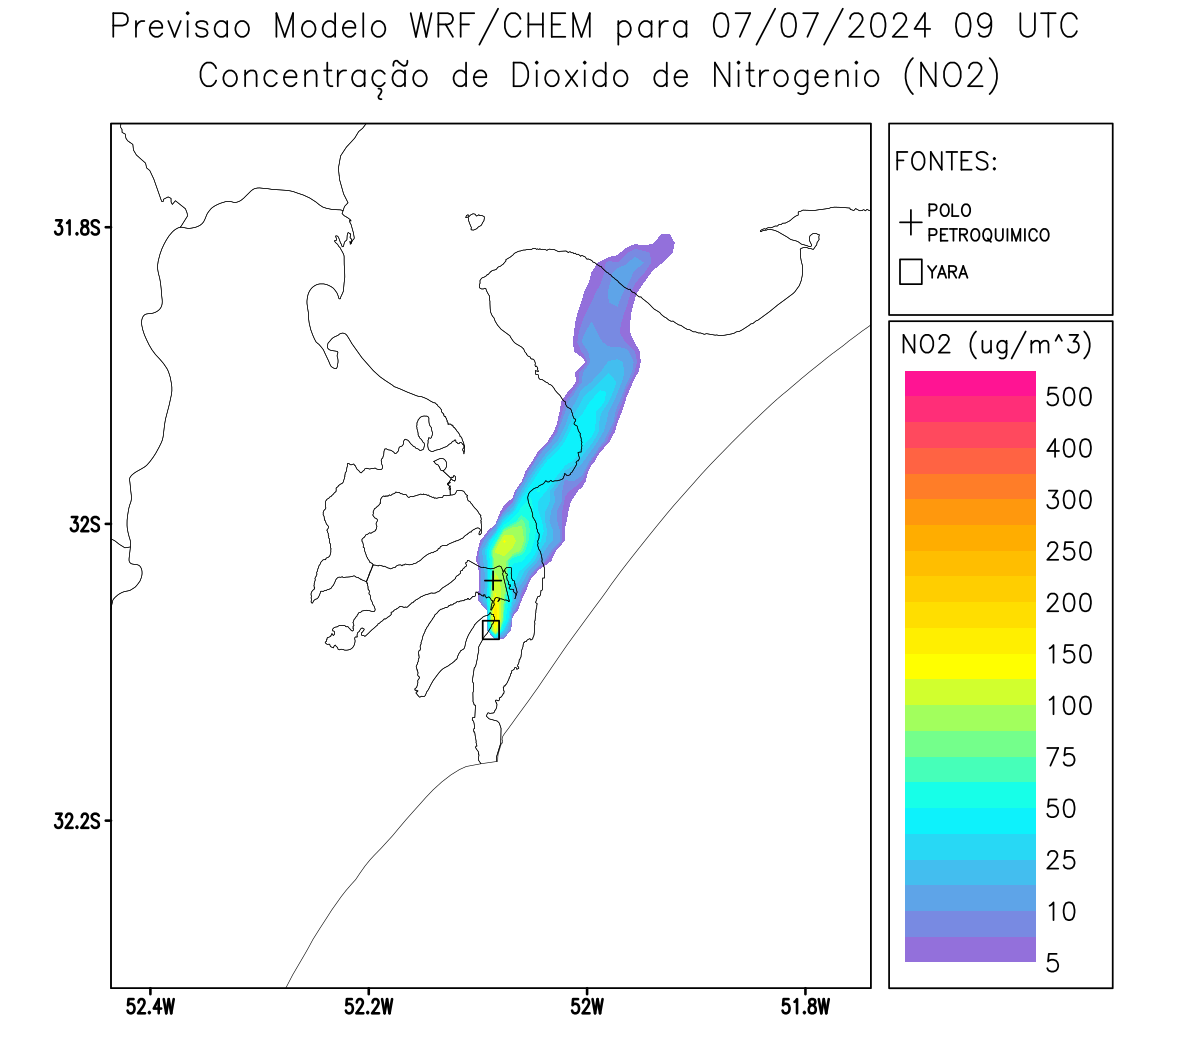 Previsao Modelo WRF/CHEM para 07/07/2024 09 UTC
Concentração de Dioxido de Nitrogenio (NO2)
FONTES:
POLO
PETROQUIMICO
YARA
NO2 (ug/m^3)
500
400
300
250
200
150
100
75
50
25
10
5
31.8S
32S
32.2S
52.4W
52.2W
52W
51.8W